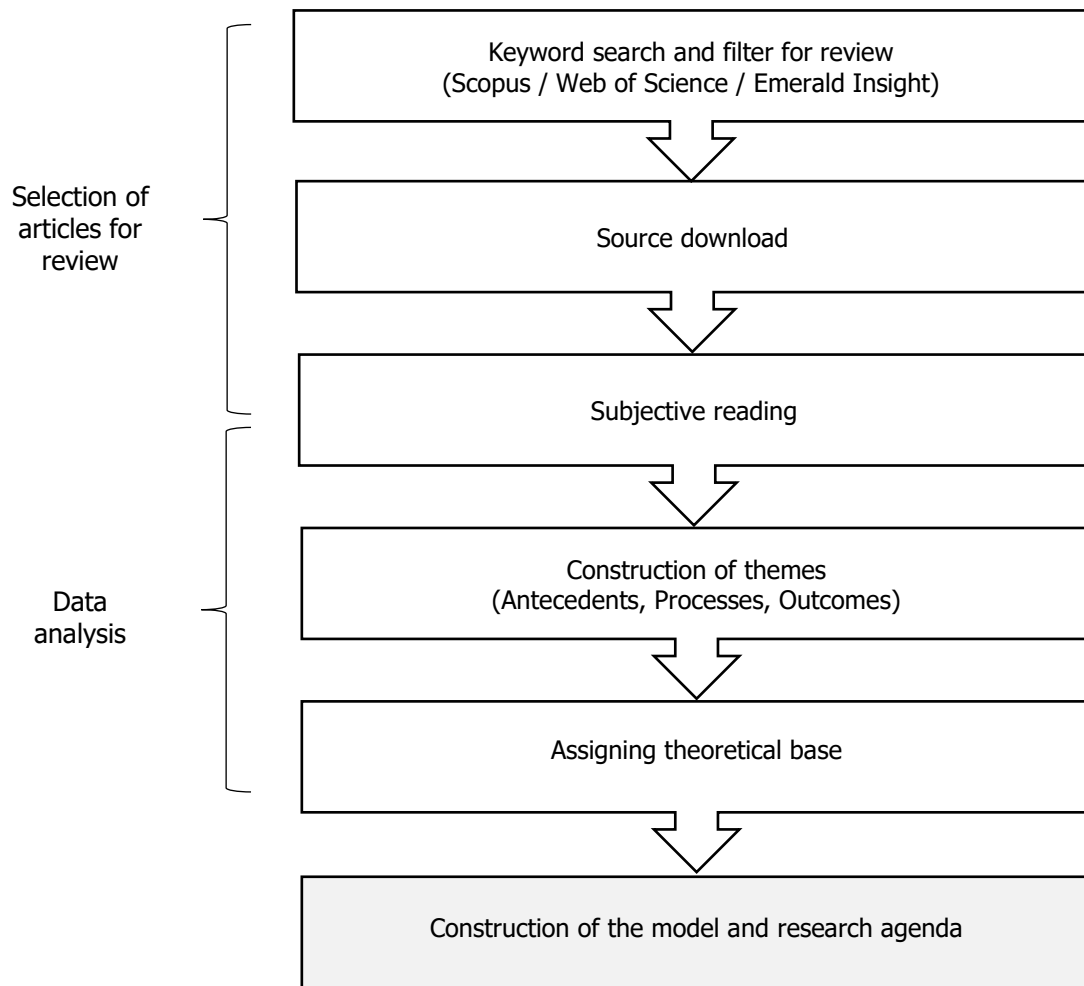 Keyword search and filter for review
(Scopus / Web of Science / Emerald Insight)
Selection of
articles for
review
Source download
Subjective reading
Construction of themes
(Antecedents, Processes, Outcomes)
Data
analysis
Assigning theoretical base
Construction of the model and research agenda